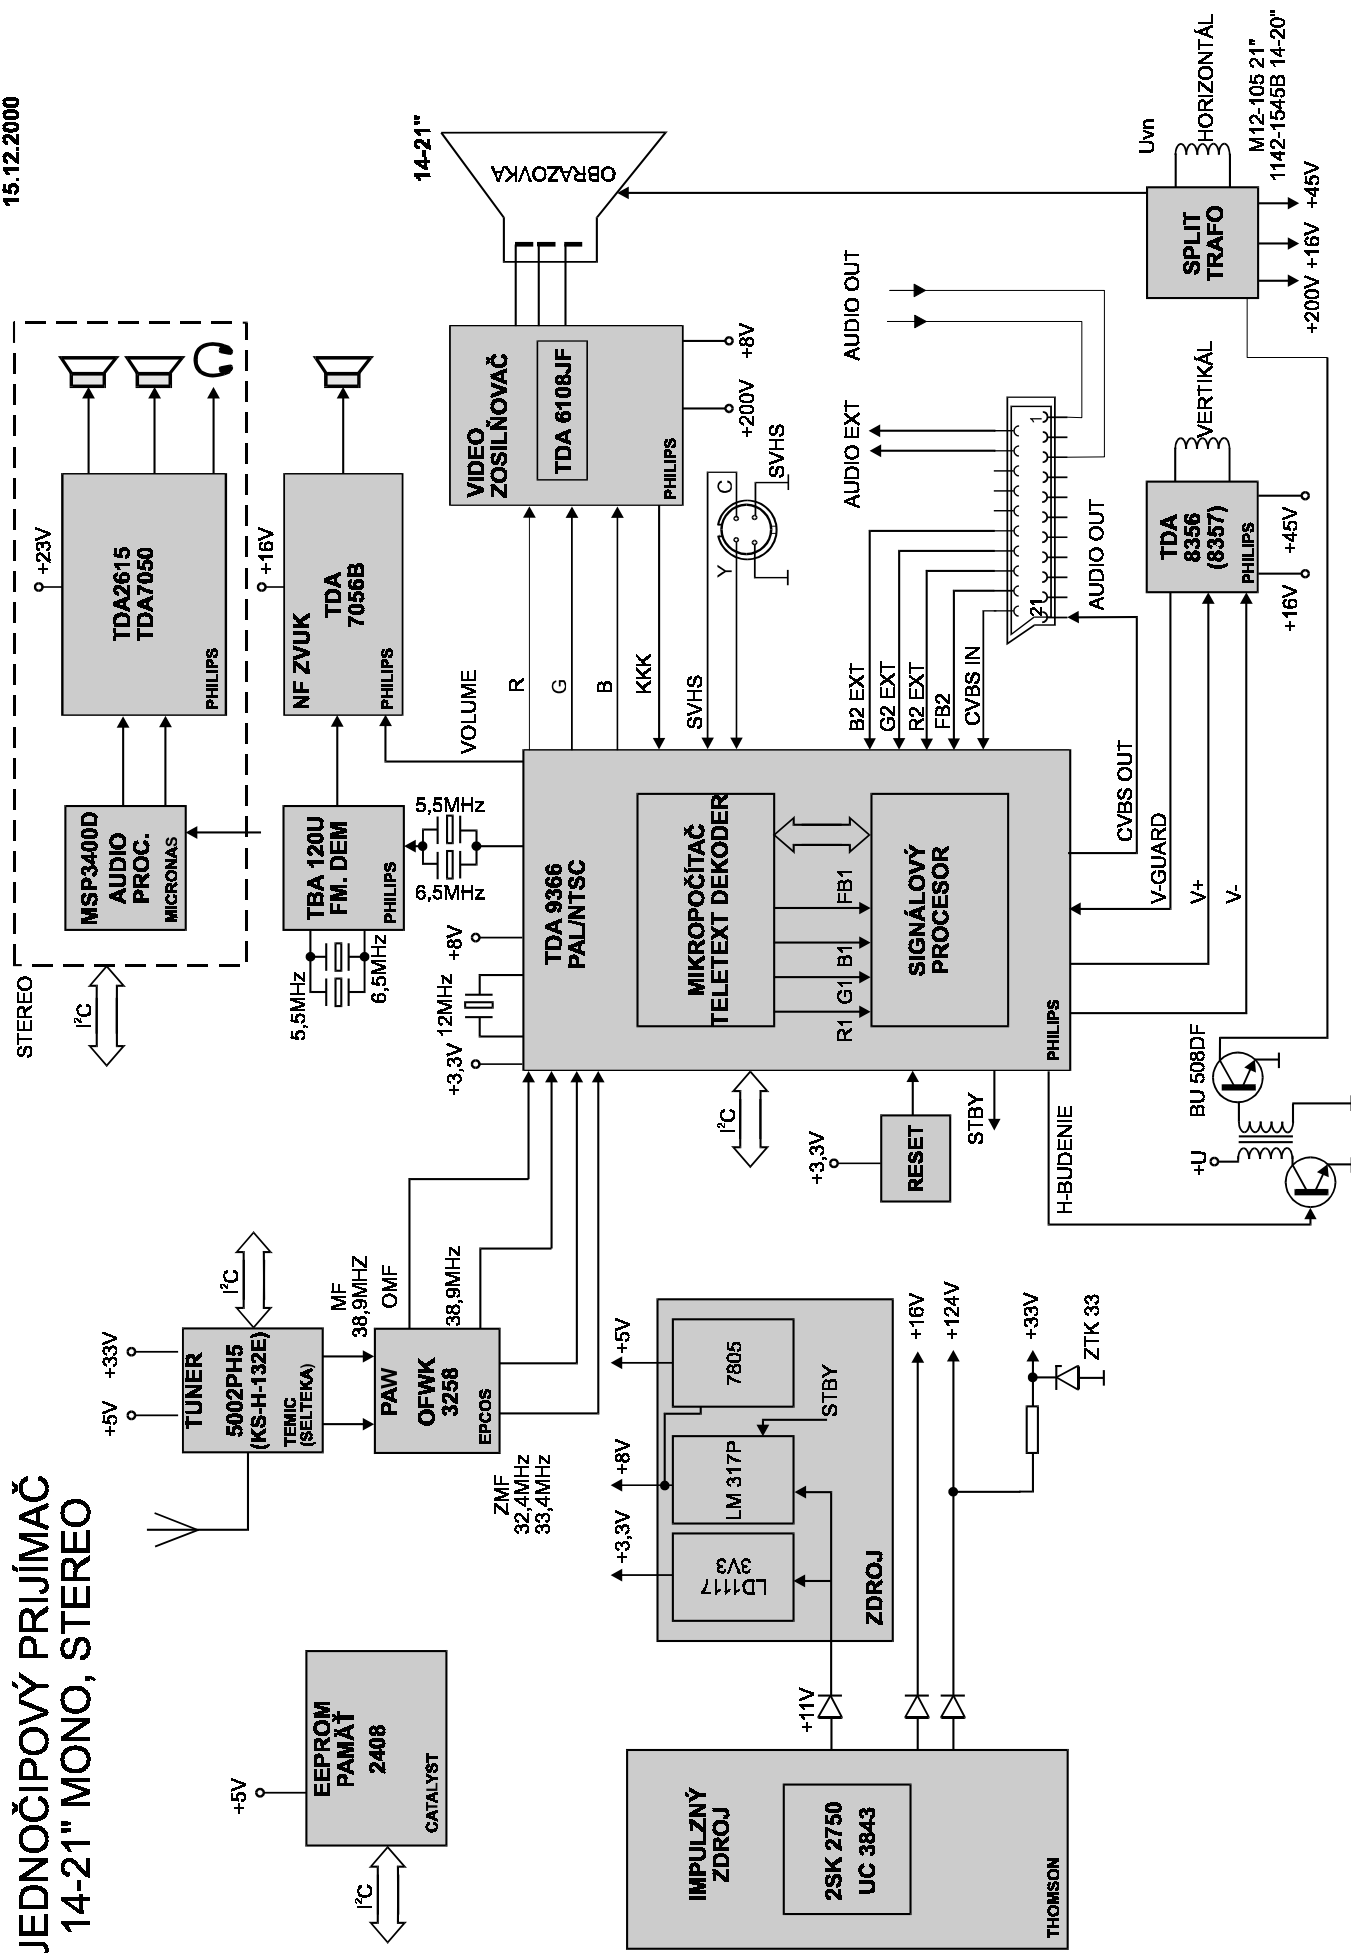 JEDNOČIPOVÝ PRIJÍMAČ
14-21" MONO, STEREO
15.12.2000
+5V
EEPROM
PAMÄŤ
2408
CATALYST
I²C
+5V
+33V
TUNER
5002PH5
(KS-H-132E)
TEMIC
(SELTEKA)
I²C
MF
38,9MHZ
OMF
38,9MHz
PAW
OFWK
3258
EPCOS
ZMF
32,4MHz
33,4MHz
STEREO
I²C
MSP3400D
AUDIO
PROC.
MICRONAS
+23V
TDA2615
TDA7050
PHILIPS
5,5MHz
6,5MHz
TBA 120U
FM. DEM
PHILIPS
5,5MHz
6,5MHz
+16V
NF ZVUK
TDA
7056B
PHILIPS
VOLUME
+3,3V
12MHz
+8V
TDA 9366
PAL/NTSC
MIKROPOČÍTAČ
TELETEXT DEKODER
R1
G1
B1
FB1
SIGNÁLOVÝ
PROCESOR
PHILIPS
I²C
+3,3V
RESET
STBY
H-BUDENIE
R
G
B
KKK
SVHS
VIDEO
ZOSILŇOVAČ
TDA 6108JF
PHILIPS
+200V
+8V
14-21"
OBRAZOVKA
Y
C
SVHS
B2 EXT
G2 EXT
R2 EXT
FB2
CVBS IN
AUDIO EXT
AUDIO OUT
21
1
AUDIO OUT
CVBS OUT
V-GUARD
V+
V-
TDA
8356
(8357)
PHILIPS
VERTIKÁL
+16V
+45V
Uvn
HORIZONTÁL
M12-105 21"
1142-1545B 14-20"
SPLIT
TRAFO
+200V
+16V
+45V
BU 508DF
+U
IMPULZNÝ
ZDROJ
2SK 2750
UC 3843
THOMSON
+11V
ZDROJ
LD1117
3V3
LM 317P
7805
STBY
+3,3V
+8V
+5V
+16V
+124V
+33V
ZTK 33